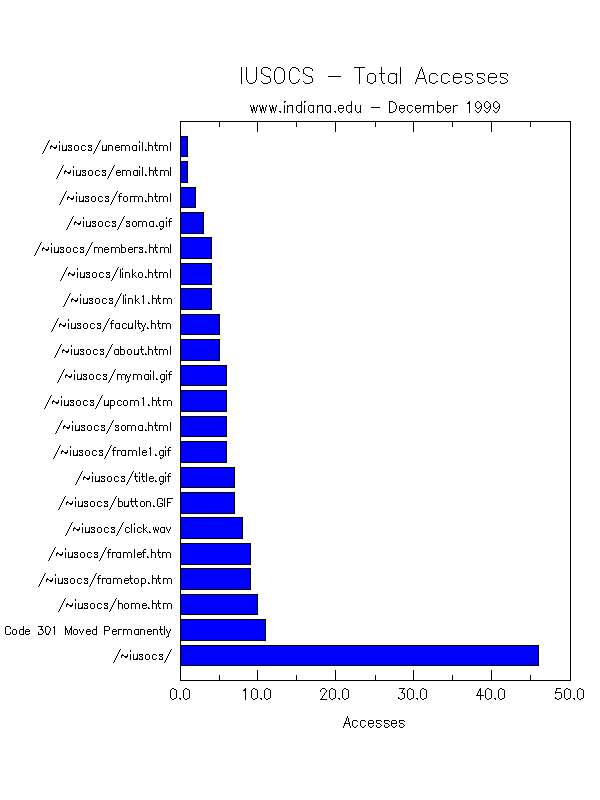 IUSOCS – Total Accesses
www.indiana.edu – December 1999
/~iusocs/unemail.html
/~iusocs/email.html
/~iusocs/form.html
/~iusocs/soma.gif
/~iusocs/members.html
/~iusocs/linko.html
/~iusocs/link1.htm
/~iusocs/faculty.htm
/~iusocs/about.html
/~iusocs/mymail.gif
/~iusocs/upcom1.htm
/~iusocs/soma.html
/~iusocs/framle1.gif
/~iusocs/title.gif
/~iusocs/button.GIF
/~iusocs/click.wav
/~iusocs/framlef.htm
/~iusocs/frametop.htm
/~iusocs/home.htm
Code 301 Moved Permanently
/~iusocs/
0.0 10.0 20.0 30.0 40.0 50.0
Accesses